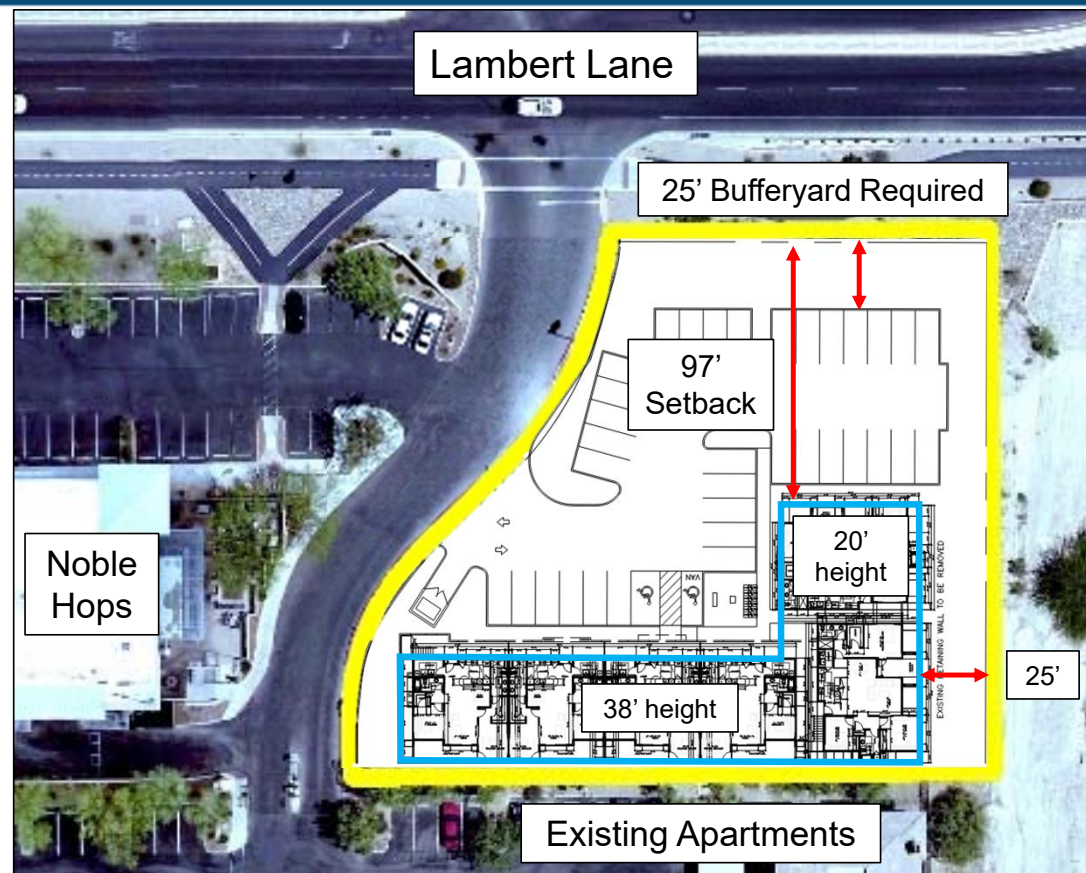 Lambert Lane
25’ Bufferyard Required
97’
Setback
20’
height
Noble
Hops
VAN
EXISTING RETAINING WALL TO BE REMOVED
25’
38’ height
Existing Apartments